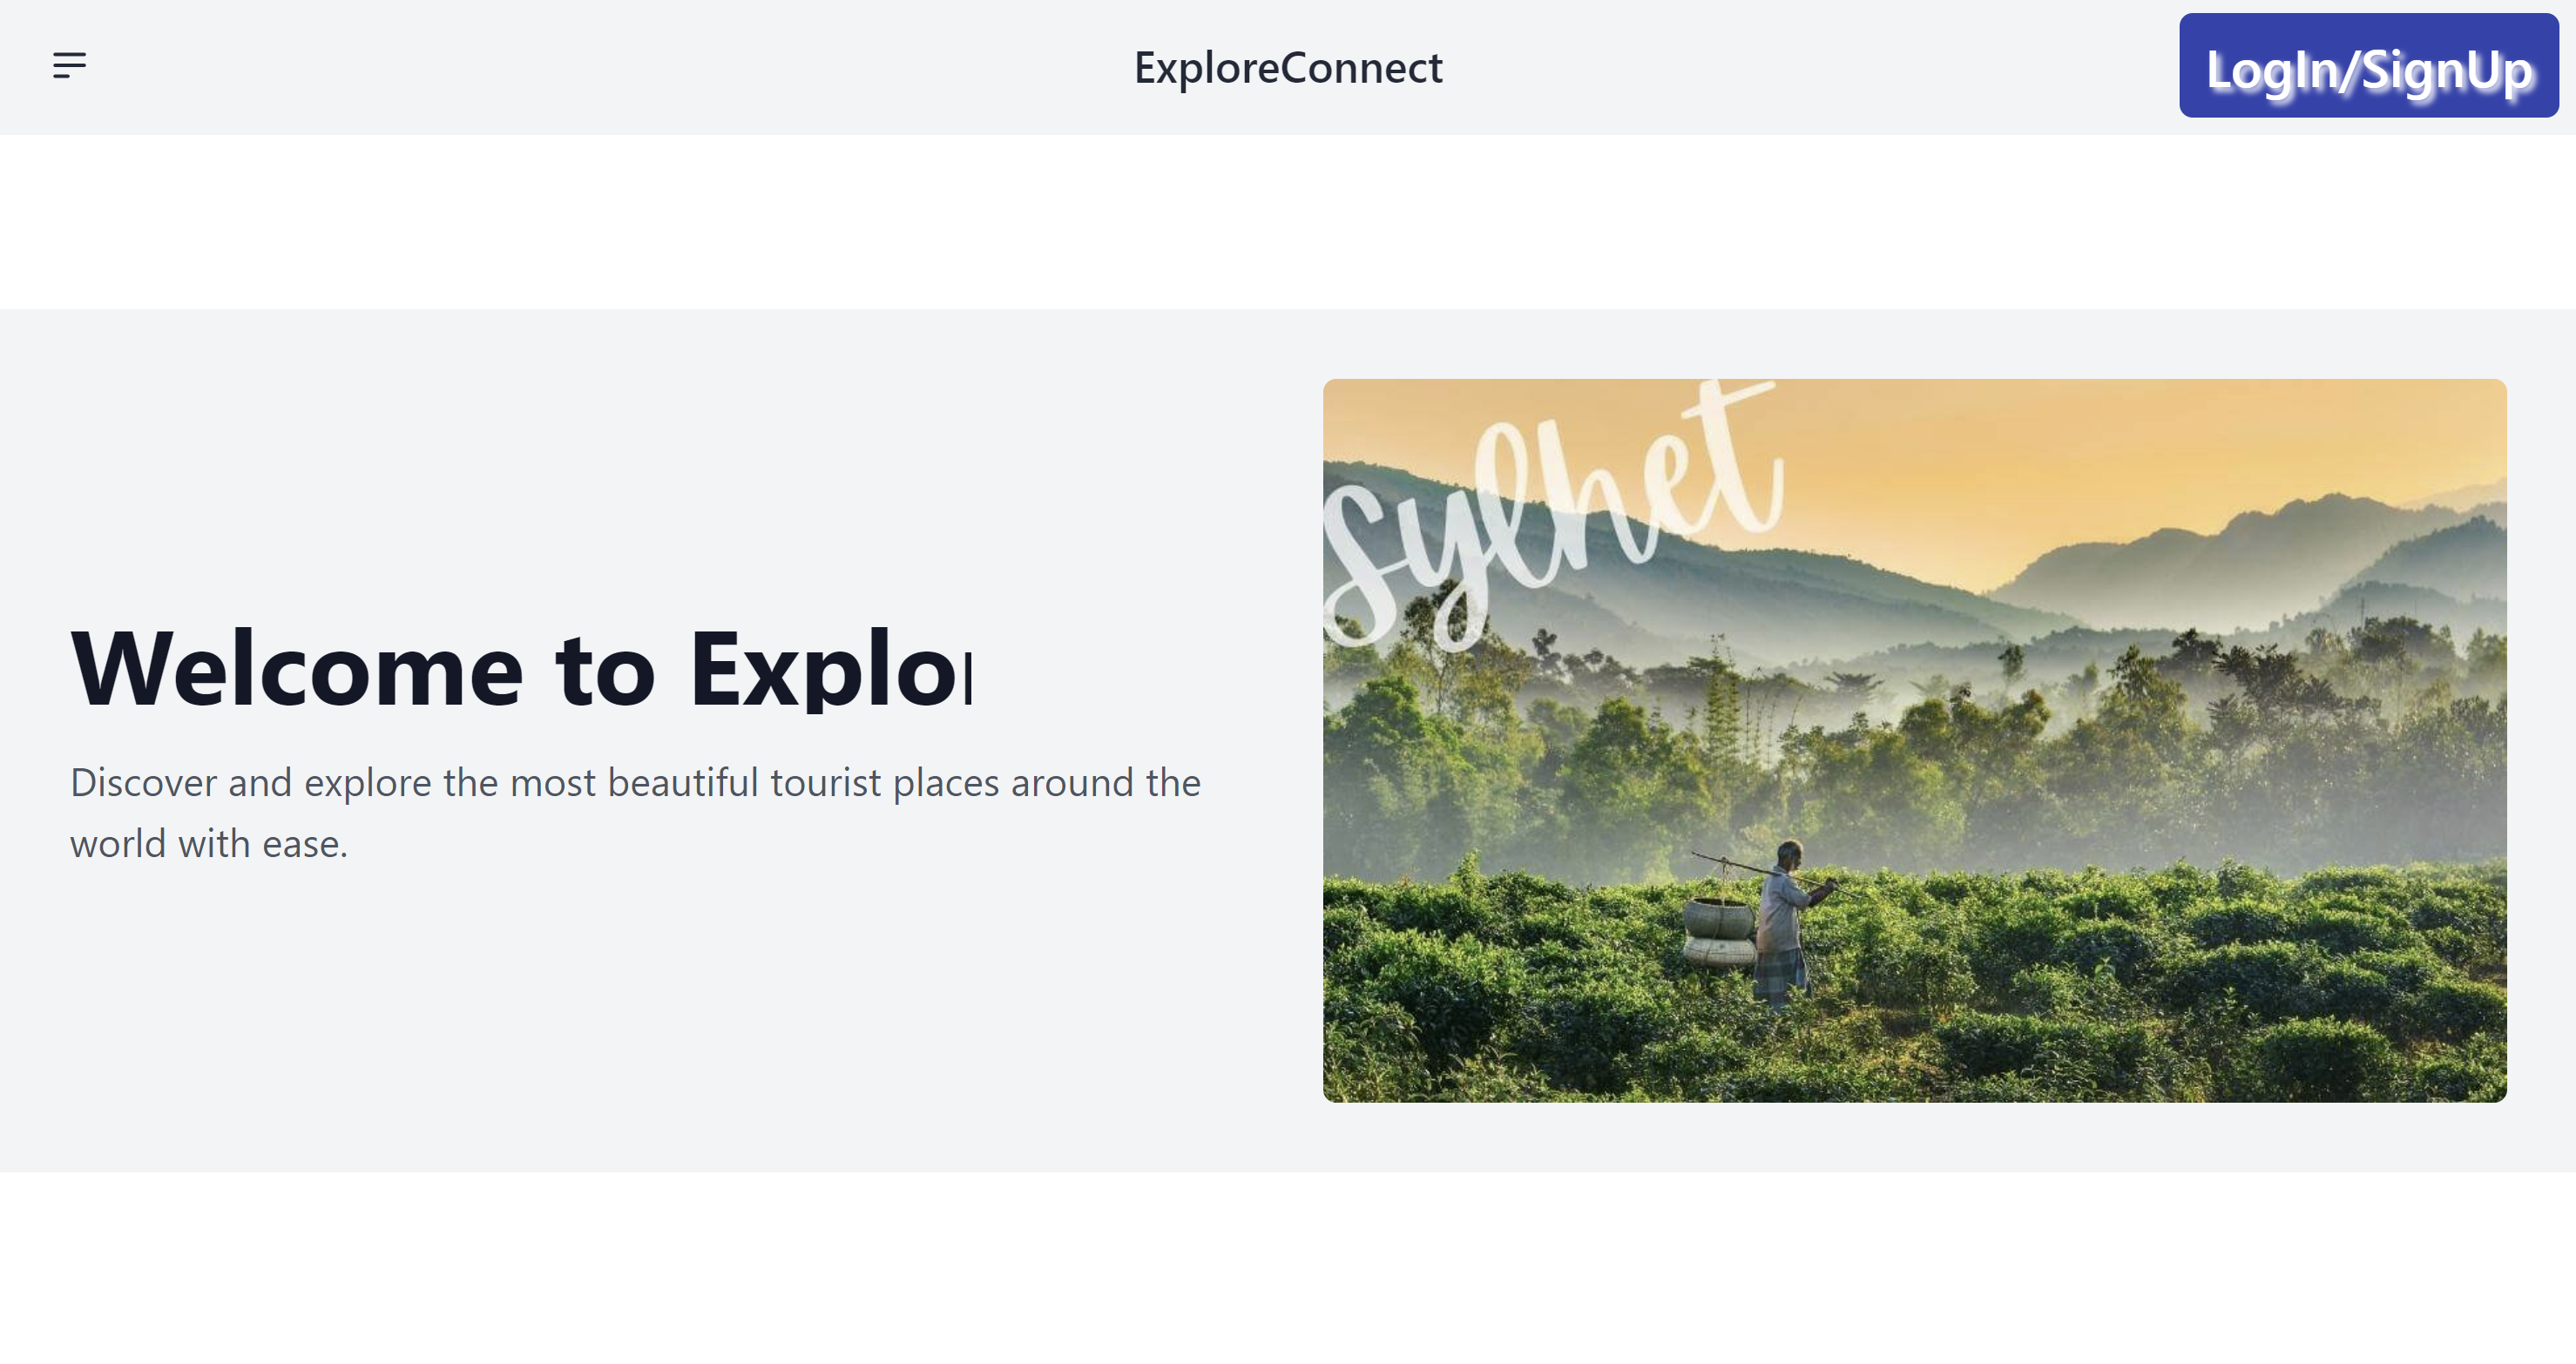 ExploreConnect
LogIn/SignUp
Welcome to Explo
Discover and explore the most beautiful tourist places around the
world with ease.
Sylhet